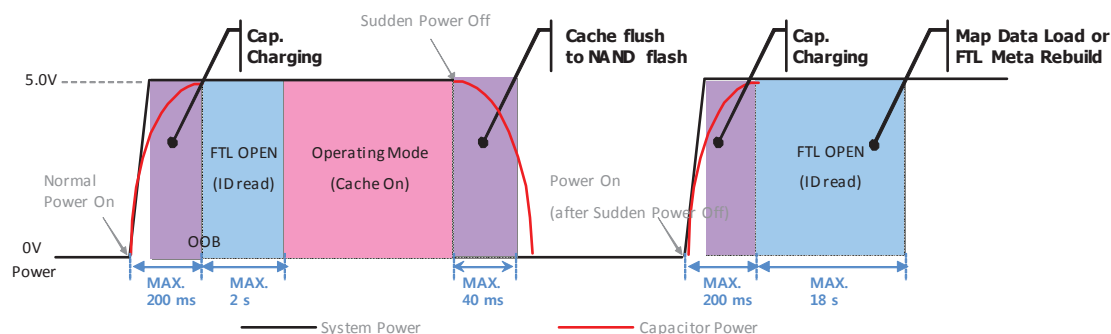 Sudden Power Off
Cap.
Charging
Cache flush
to NAND flash
Cap.
Charging
Map Data Load or
FTL Meta Rebuild
5.0V
FTL OPEN
(ID read)
Operating Mode
(Cache On)
FTL OPEN
(ID read)
Normal
Power On
Power On
(after Sudden Power Off)
OOB
0V
Power
MAX.
200 ms
MAX.
2 s
MAX.
40 ms
MAX.
200 ms
MAX.
18 s
System Power
Capacitor Power